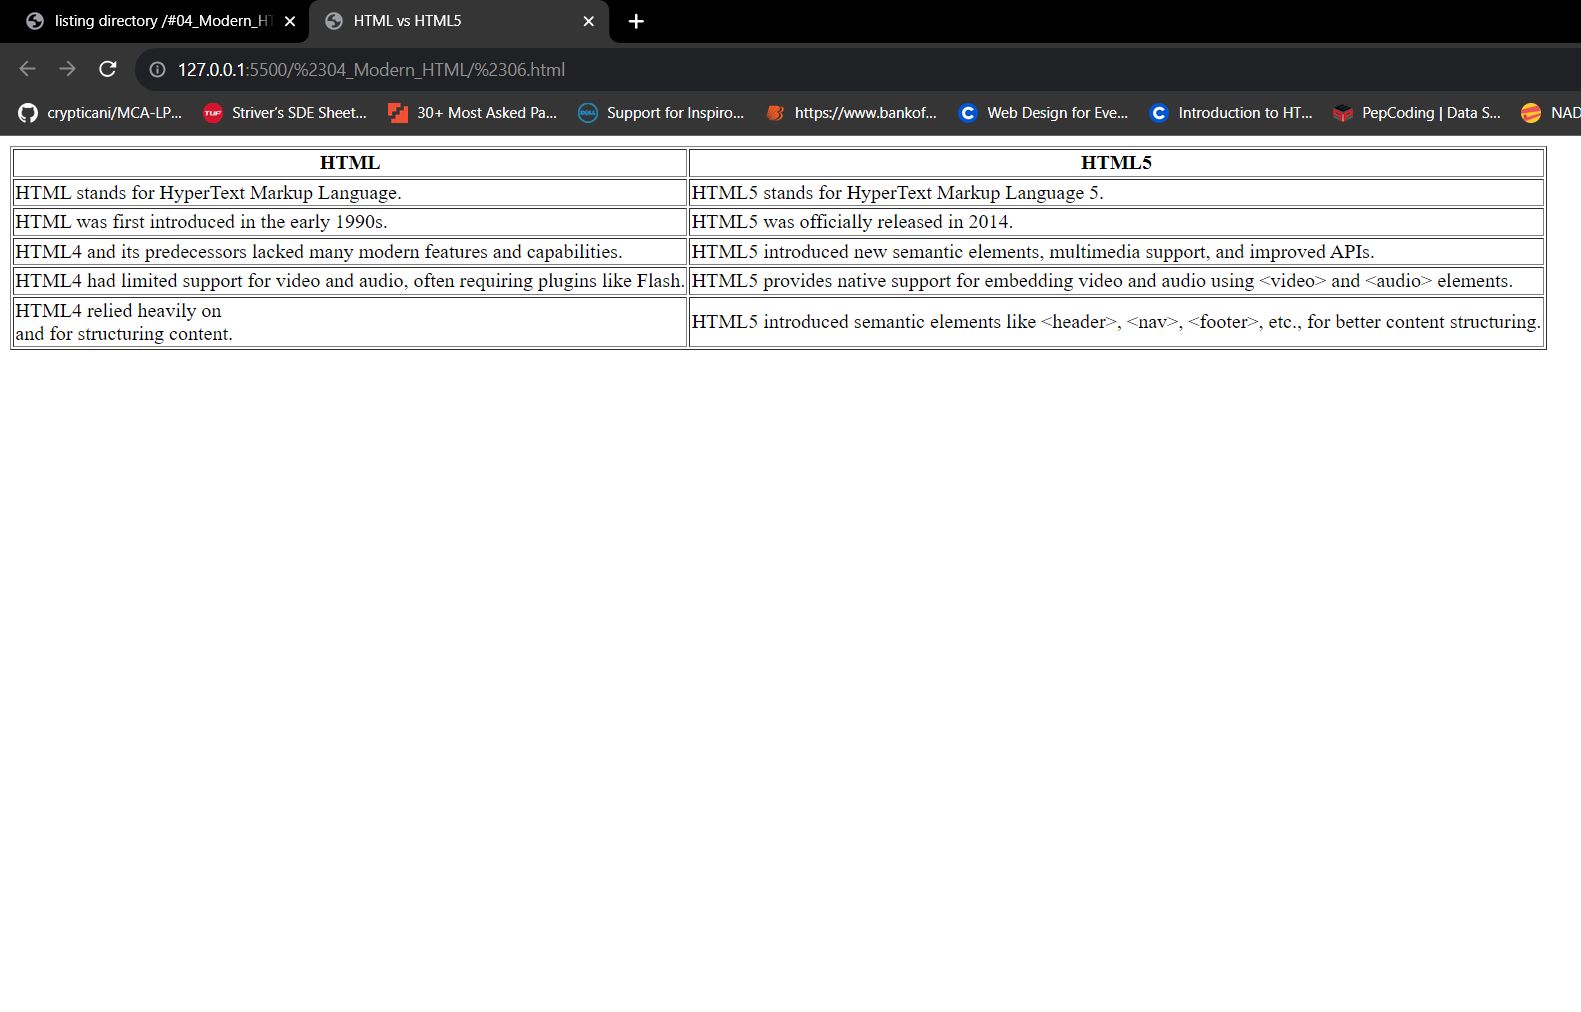 listing directory /#04_Modern_HT
HTML vs HTML5
127.0.0.1:5500/%2304_Modern_HTML/%2306.html
crypticani/MCA-LP...
TUF Striver's SDE Sheet...
30+ Most Asked Pa...
DELL Support for Inspiro...
https://www.bankof...
C Web Design for Eve...
C Introduction to HT...
PepCoding | Data S...
NAD
HTML HTML5
HTML stands for HyperText Markup Language. HTML5 stands for HyperText Markup Language 5.
HTML was first introduced in the early 1990s. HTML5 was officially released in 2014.
HTML4 and its predecessors lacked many modern features and capabilities. HTML5 introduced new semantic elements, multimedia support, and improved APIs.
HTML4 had limited support for video and audio, often requiring plugins like Flash. HTML5 provides native support for embedding video and audio using <video> and <audio> elements.
HTML4 relied heavily on
and for structuring content.
HTML5 introduced semantic elements like <header>, <nav>, <footer>, etc., for better content structuring.